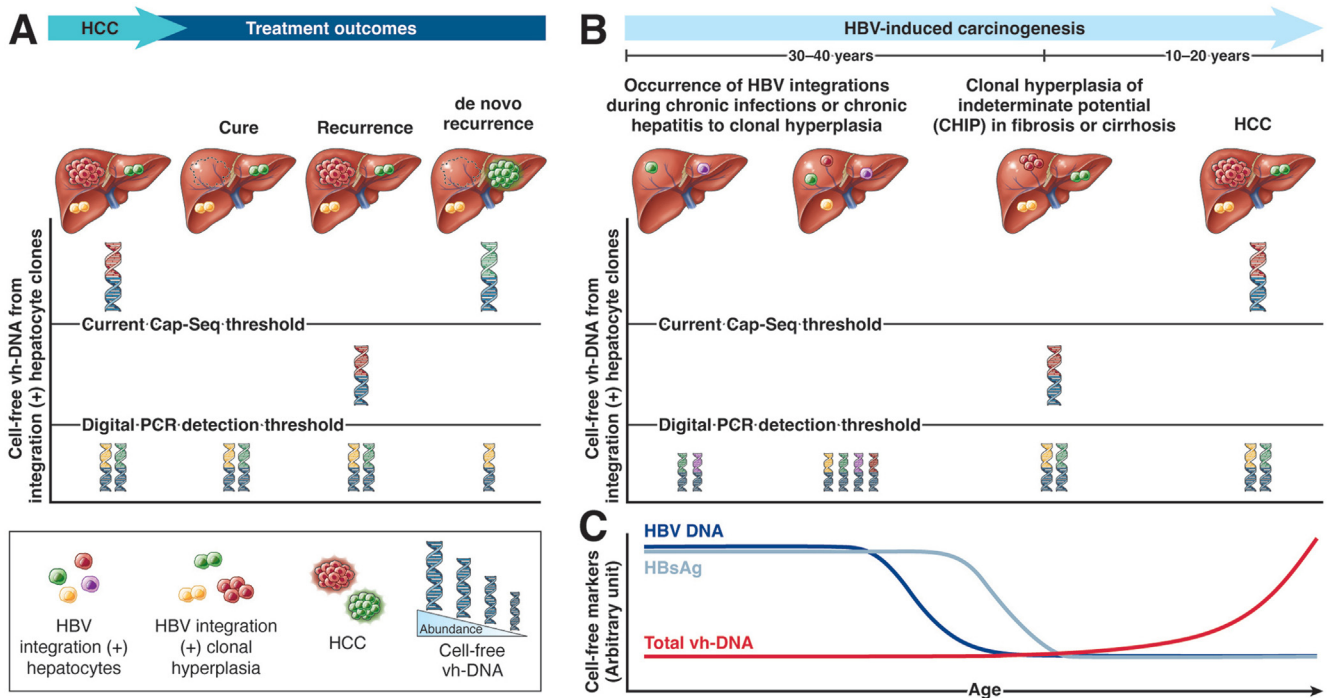 A
HCC
Treatment outcomes
Cure
Recurrence
de novo
recurrence
Cell-free vh-DNA from
integration (+) hepatocyte clones
Current Cap-Seq threshold
Digital PCR detection threshold
HBV
integration (+)
hepatocytes
HBV integration
(+) clonal
hyperplasia
HCC
Abundance
Cell-free
vh-DNA
B
HBV-induced carcinogenesis
30–40 years
10–20 years
Occurrence of HBV integrations
during chronic infections or chronic
hepatitis to clonal hyperplasia
Clonal hyperplasia of
indeterminate potential
(CHIP) in fibrosis or cirrhosis
HCC
Cell-free vh-DNA from
integration (+) hepatocyte clones
Current Cap-Seq threshold
Digital PCR detection threshold
C
Cell-free markers
(Arbitrary unit)
HBV DNA
HBsAg
Total vh-DNA
Age